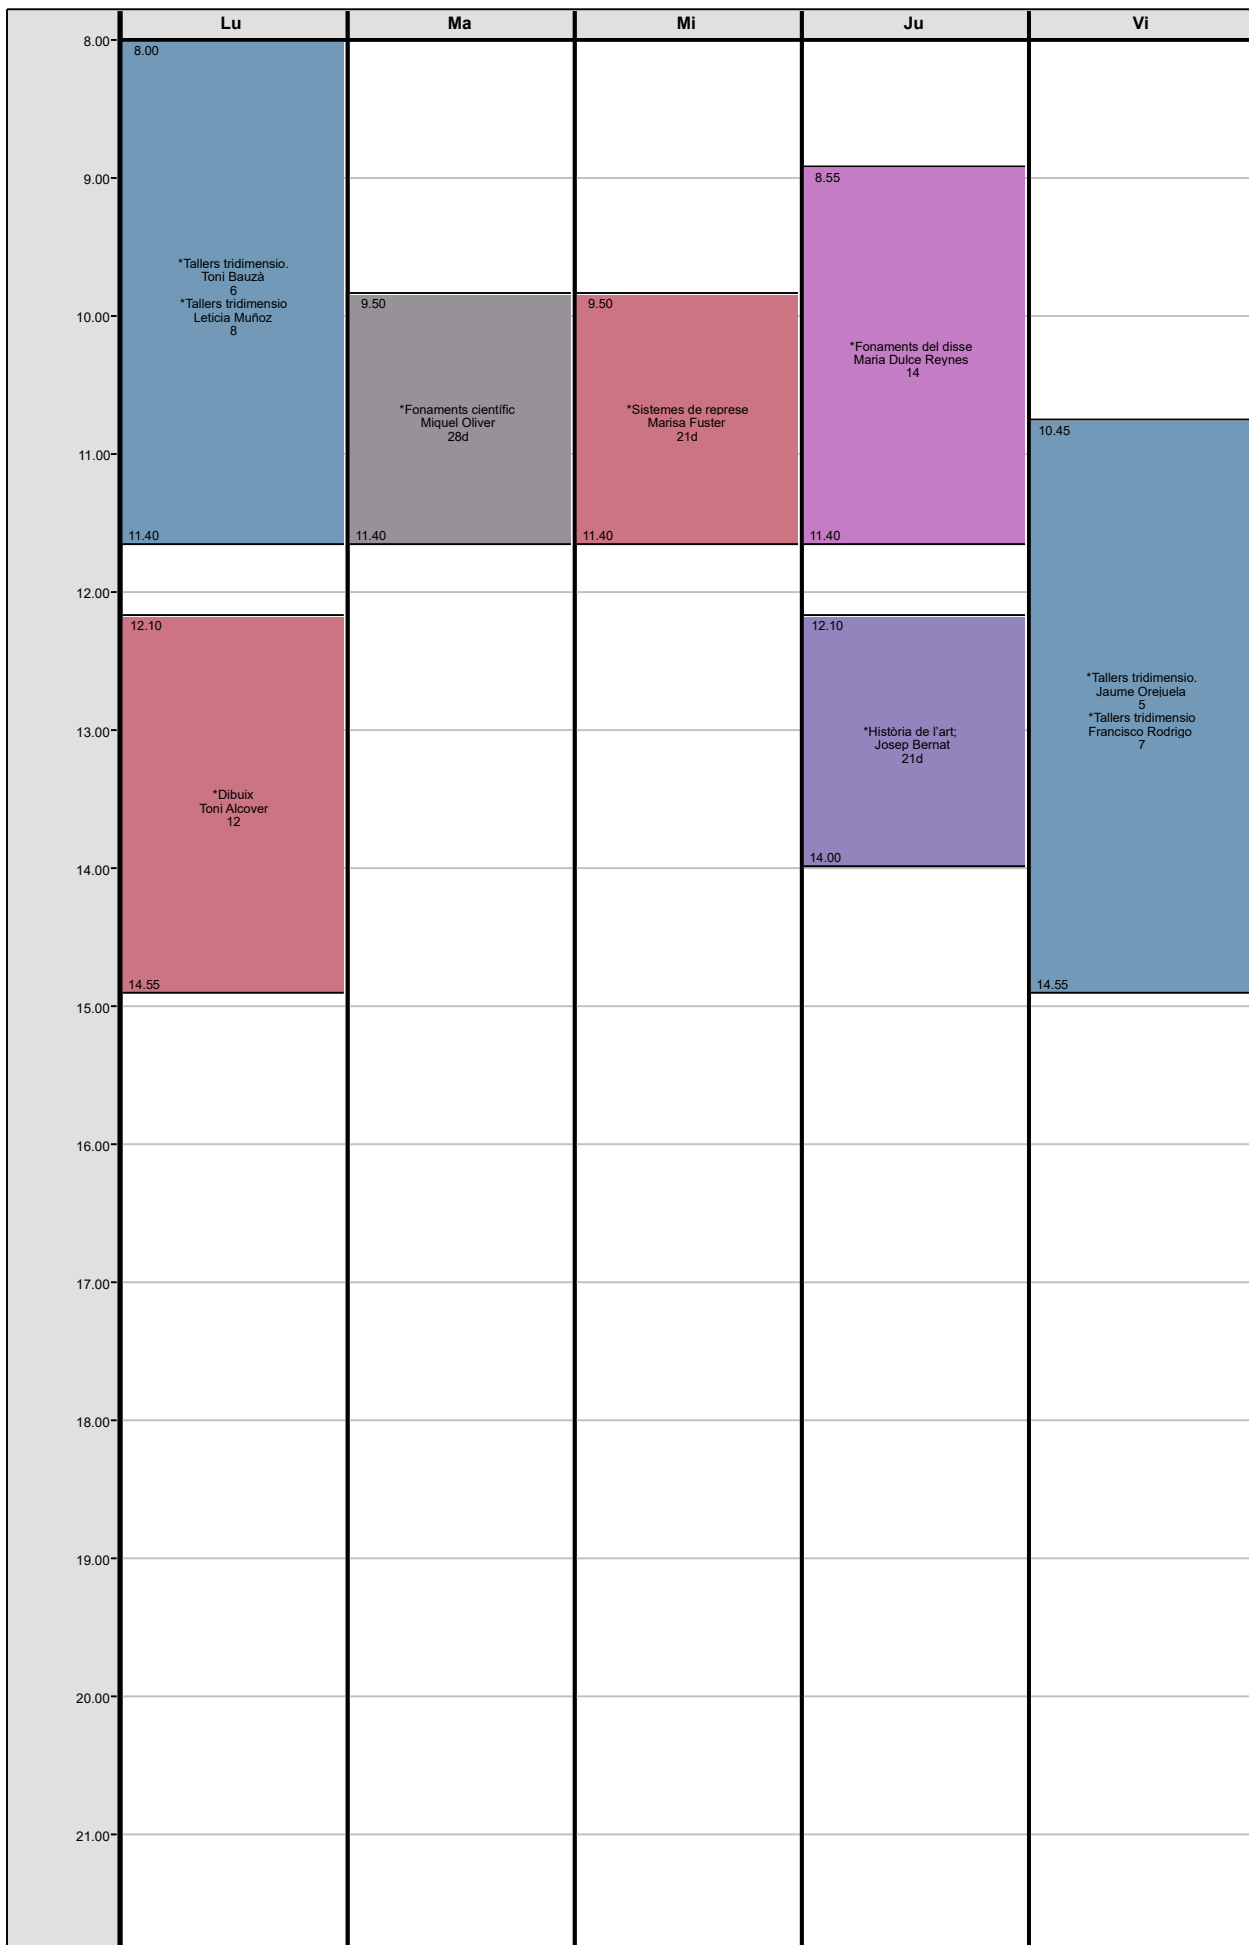 Lu
Ma
Mi
Ju
Vi
8.00
9.00
10.00
11.00
12.00
13.00
14.00
15.00
16.00
17.00
18.00
19.00
20.00
21.00
8.00
*Tallers tridimensio.
Toni Bauzà
6
*Tallers tridimensio
Leticia Muñoz
8
11.40
12.10
*Dibuix
Toni Alcover
12
14.55
9.50
*Fonaments científic
Miquel Oliver
28d
11.40
9.50
*Sistemes de represe
Marisa Fuster
21d
11.40
8.55
*Fonaments del disse
Maria Dulce Reynes
14
11.40
12.10
*Història de l’art;
Josep Bernat
21d
14.00
10.45
*Tallers tridimensio.
Jaume Orejuela
5
*Tallers tridimensio
Francisco Rodrigo
7
14.55